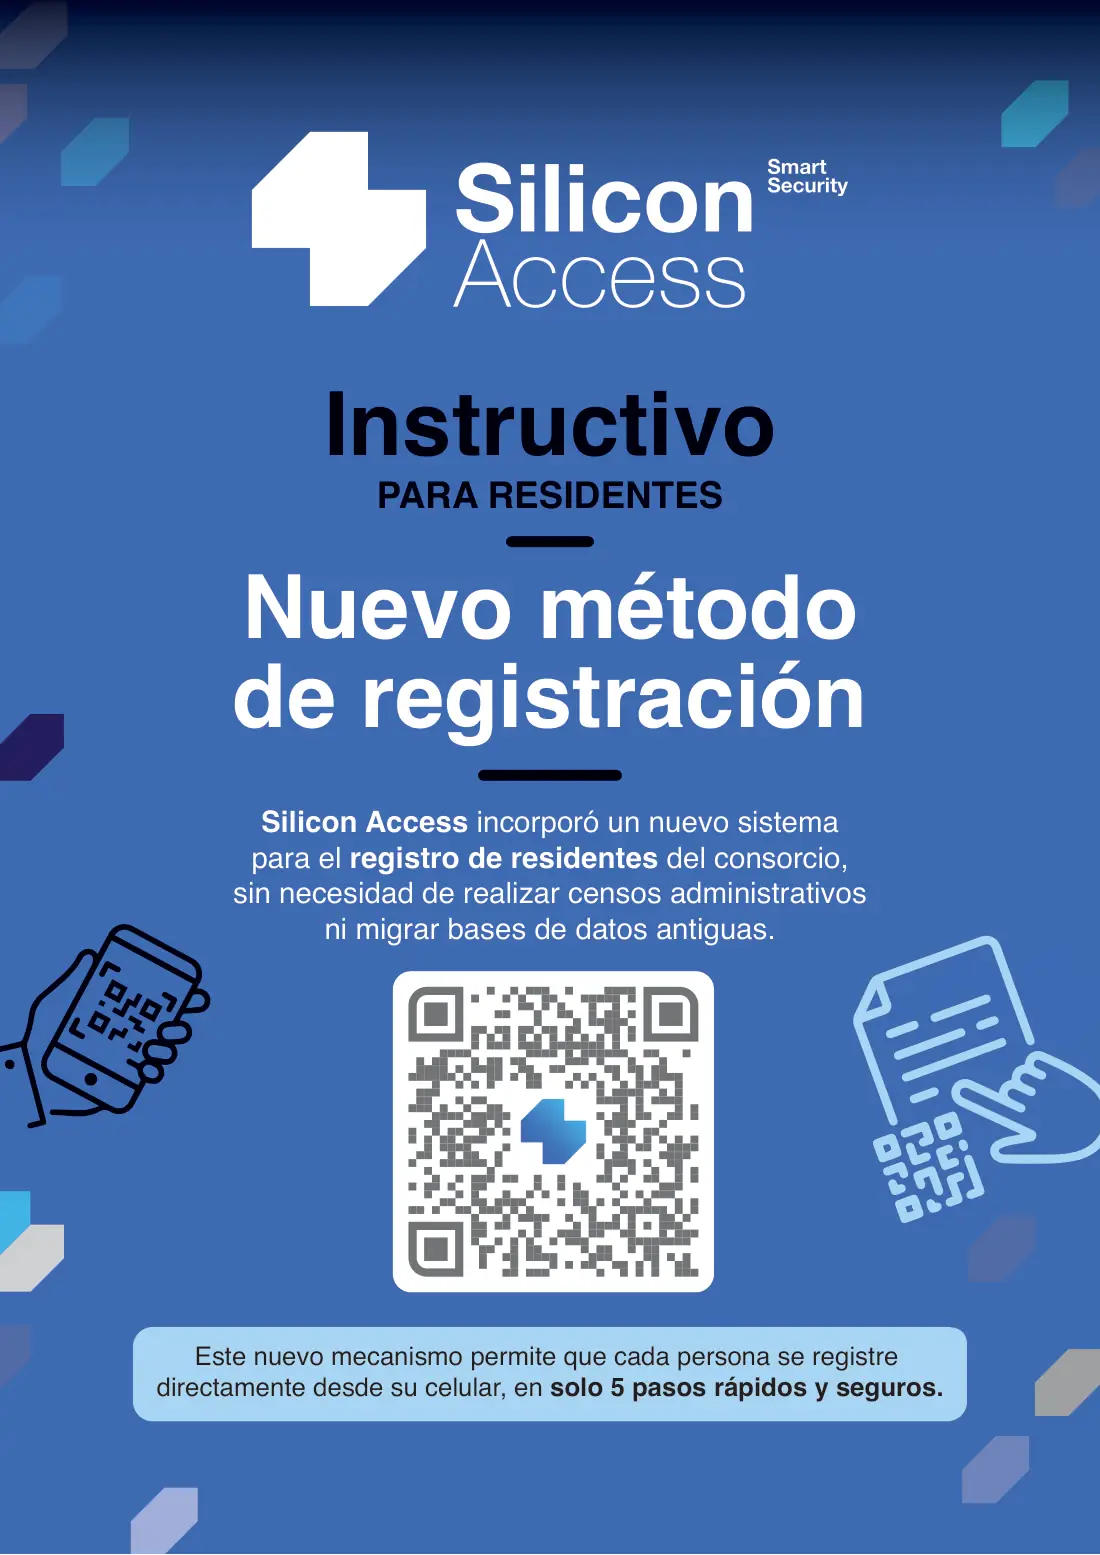 Silicon
Access
Smart
Security
Instructivo
PARA RESIDENTES
Nuevo método
de registración
Silicon Access incorporó un nuevo sistema
para el registro de residentes del consorcio,
sin necesidad de realizar censos administrativos
ni migrar bases de datos antiguas.
Este nuevo mecanismo permite que cada persona se registre
directamente desde su celular, en solo 5 pasos rápidos y seguros.